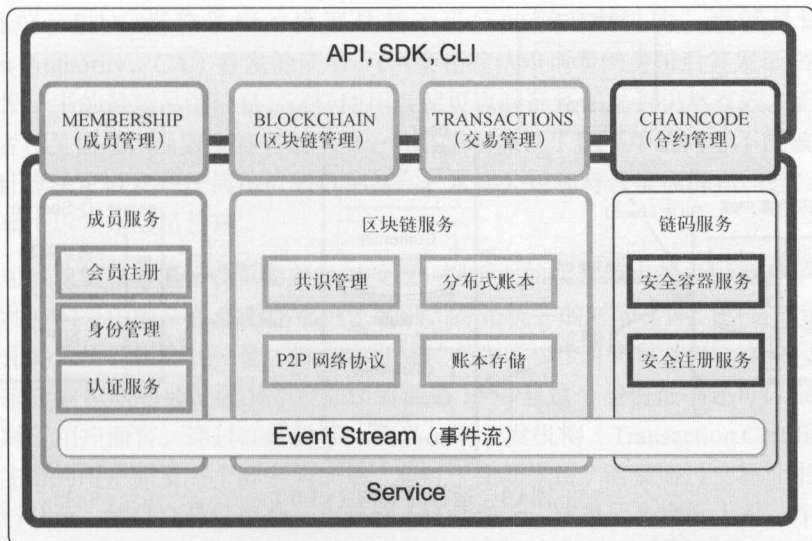 API, SDK, CLI
MEMBERSHIP
（成员管理）
BLOCKCHAIN
（区块链管理）
TRANSACTIONS
（交易管理）
CHAINCODE
（合约管理）
成员服务
会员注册
身份管理
认证服务
区块链服务
共识管理
分布式账本
P2P 网络协议
账本存储
链码服务
安全容器服务
安全注册服务
Event Stream（事件流）
Service